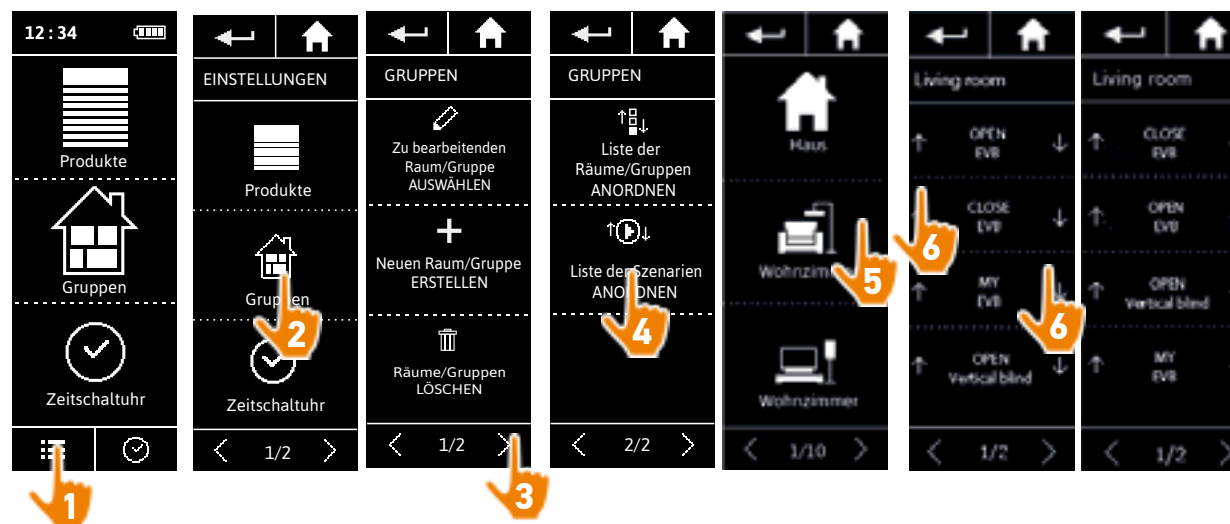 12:34
Produkte
Gruppen
Zeitschaltuhr
1
EINSTELLUNGEN
Produkte
Gruppen
2
Zeitschaltuhr
1/2
GRUPPEN
Zu bearbeitenden
Raum/Gruppe
AUSWÄHLEN
Neuen Raum/Gruppe
ERSTELLEN
Räume/Gruppen
LÖSCHEN
1/2
3
GRUPPEN
Liste der
Räume/Gruppen
ANORDNEN
Liste der Szenarien
ANORDNEN
4
2/2
Haus
Wohnzimmer
5
Wohnzimmer
1/10
Living room
OPEN
EVB
CLOSE
EVB
6
MY
EVB
6
OPEN
Vertical blind
1/2
Living room
CLOSE
EVB
OPEN
EVB
OPEN
Vertical blind
MY
EVB
1/2